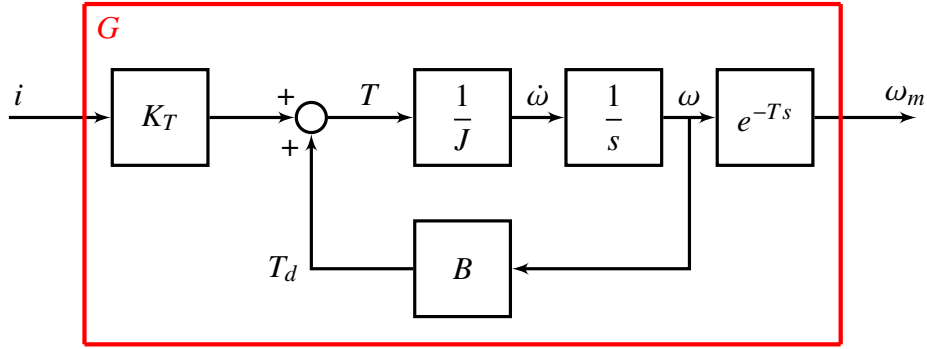 G
i
K_T
+
+
T
1/J
ω̇
1/s
ω
e^{-Ts}
ω_m
T_d
B